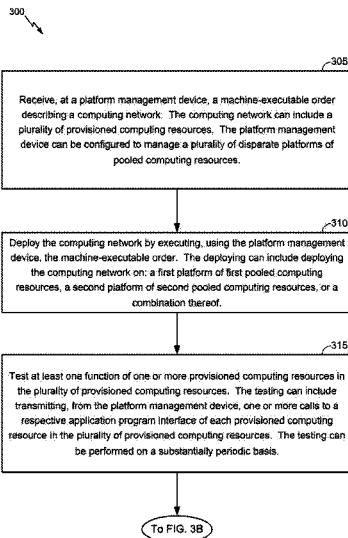 300
305
Receive, at a platform management device, a machine-executable order
describing a computing network. The computing network can include a
plurality of provisioned computing resources. The platform management
device can be configured to manage a plurality of disparate platforms of
pooled computing resources.
310
Deploy the computing network by executing, using the platform management
device, the machine-executable order. The deploying can include deploying
the computing network on: a first platform of first pooled computing
resources, a second platform of second pooled computing resources, or a
combination thereof.
315
Test at least one function of one or more provisioned computing resources in
the plurality of provisioned computing resources. The testing can include
transmitting, from the platform management device, one or more calls to a
respective application program interface of each provisioned computing
resource in the plurality of provisioned computing resources. The testing can
be performed on a substantially periodic basis.
To FIG. 3B